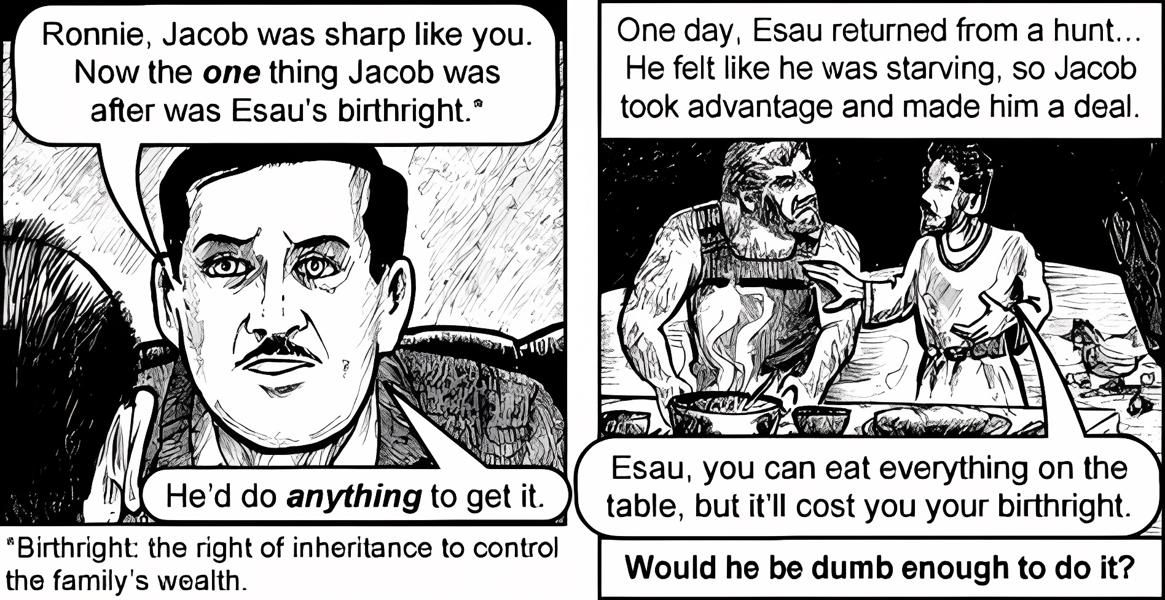 Ronnie, Jacob was sharp like you.
Now the one thing Jacob was
after was Esau's birthright.*
He'd do anything to get it.
*Birthright: the right of inheritance to control
the family's wealth.
One day, Esau returned from a hunt...
He felt like he was starving, so Jacob
took advantage and made him a deal.
Esau, you can eat everything on the
table, but it'll cost you your birthright.
Would he be dumb enough to do it?